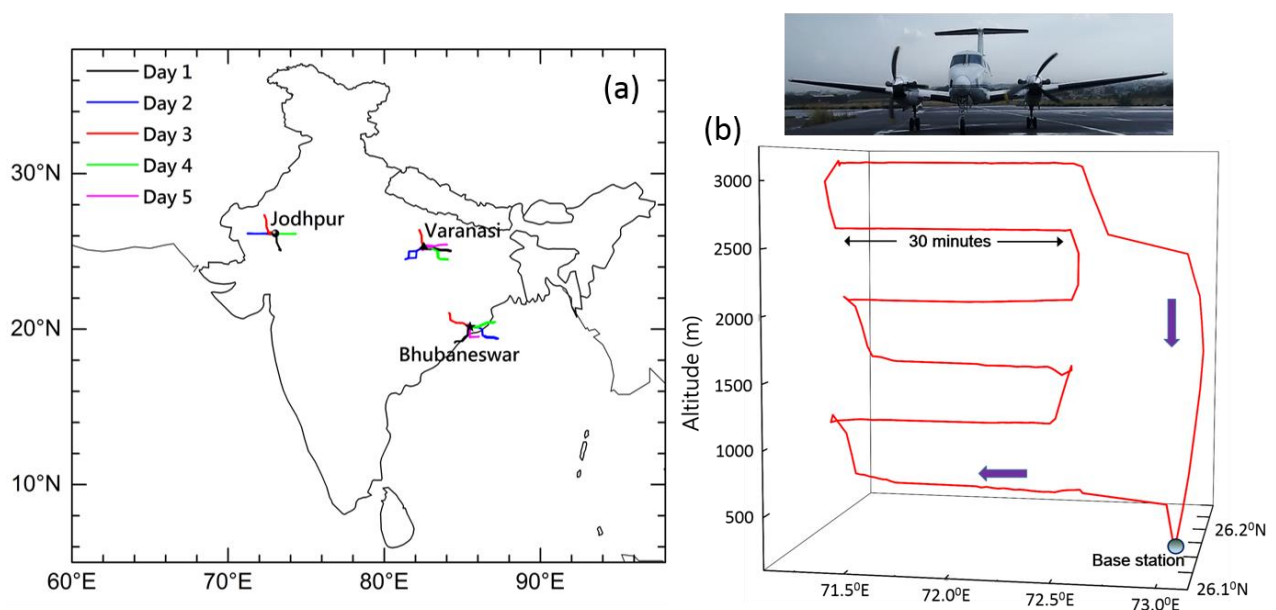 (a)
Day 1
Day 2
Day 3
Day 4
Day 5
30°N
20°N
10°N
60°E
70°E
80°E
90°E
Jodhpur
Varanasi
Bhubaneswar
(b)
Altitude (m)
3000
2500
2000
1500
1000
500
30 minutes
Base station
71.5⁰E
72.0⁰E
72.5⁰E
73.0⁰E
26.2⁰N
26.1⁰N